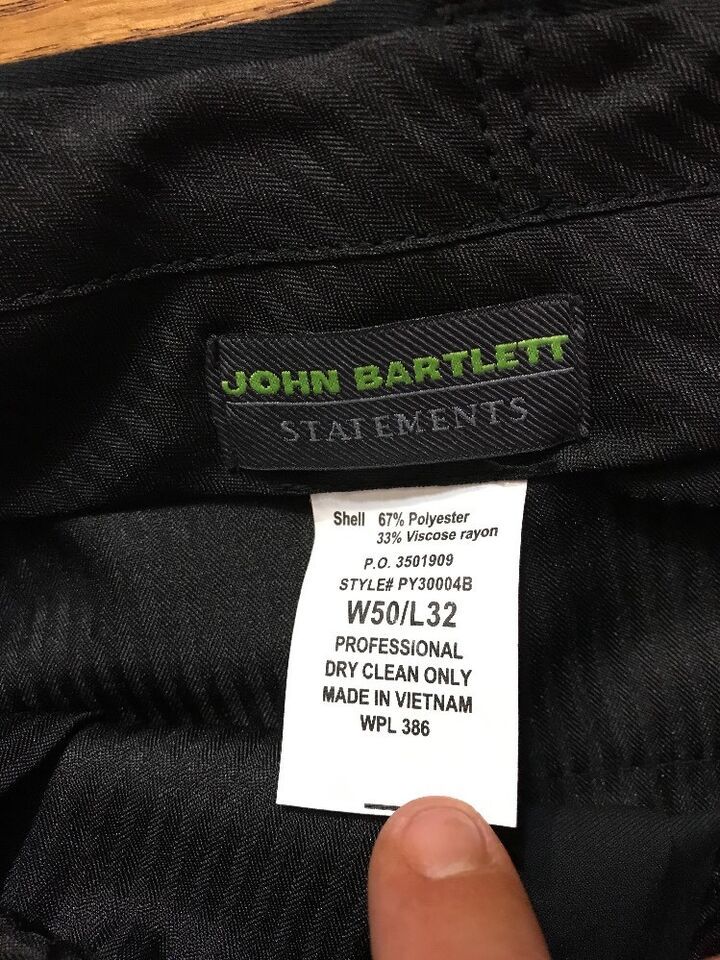 JOHN BARTLETT
STATEMENTS
Shell 67% Polyester
33% Viscose rayon
P.O. 3501909
STYLE# PY30004B
W50/L32
PROFESSIONAL
DRY CLEAN ONLY
MADE IN VIETNAM
WPL 386